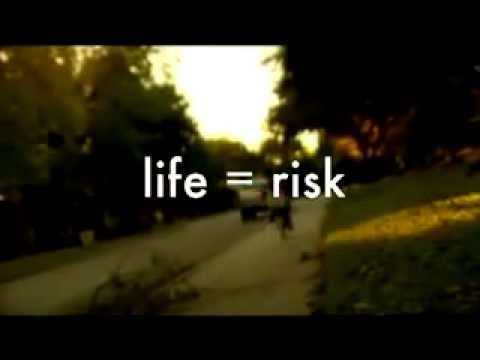 life = risk